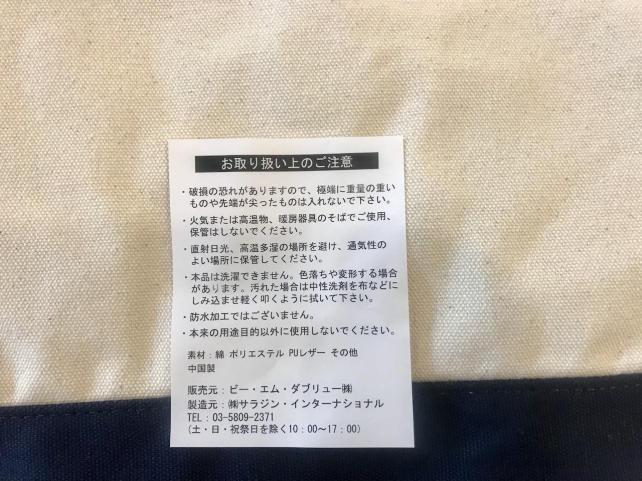 お取り扱い上のご注意
・破損の恐れがありますので、極端に重量の重い
ものや先端が尖ったものは入れないで下さい。
・火気または高温物、暖房器具のそばでご使用、
保管はしないでください。
・直射日光、高温多湿の場所を避け、通気性の
よい場所に保管してください。
・本品は洗濯できません。色落ちや変形する場合
があります。汚れた場合は中性洗剤を布などに
しみ込ませ軽く叩くように拭いて下さい。
・防水加工ではございません。
・本来の用途目的以外に使用しないでください。
素材：綿 ポリエステル PUレザー その他
中国製
販売元：ビー・エム・ダブリュー㈱
製造元：㈱サラジン・インターナショナル
TEL：03-5809-2371
(土・日・祝祭日を除く10：00〜17：00)